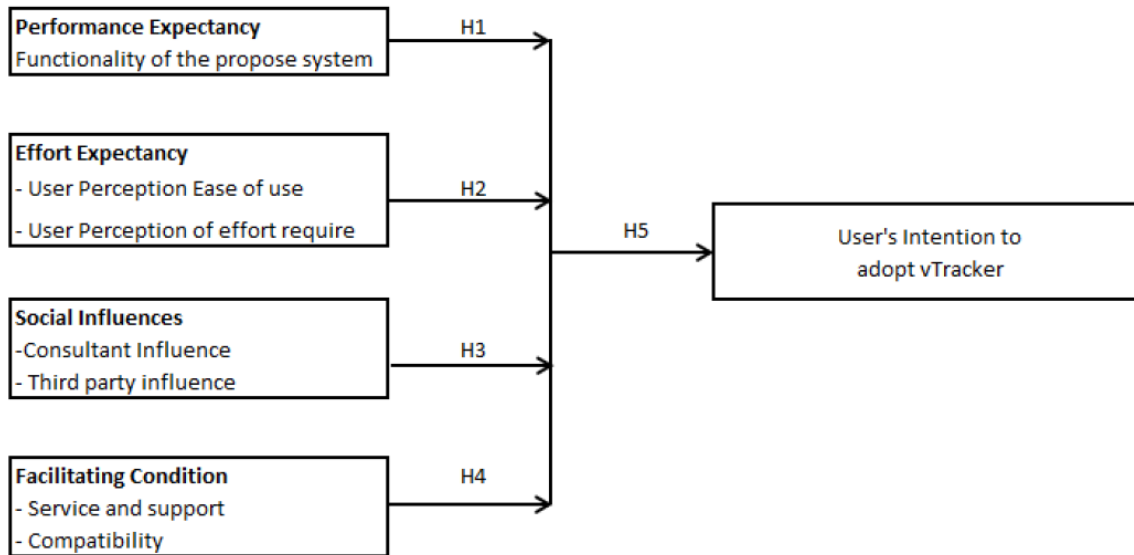 Performance Expectancy
Functionality of the propose system
H1
Effort Expectancy
- User Perception Ease of use
- User Perception of effort require
H2
Social Influences
-Consultant Influence
- Third party influence
H3
Facilitating Condition
- Service and support
- Compatibility
H4
H5
User's Intention to
adopt vTracker